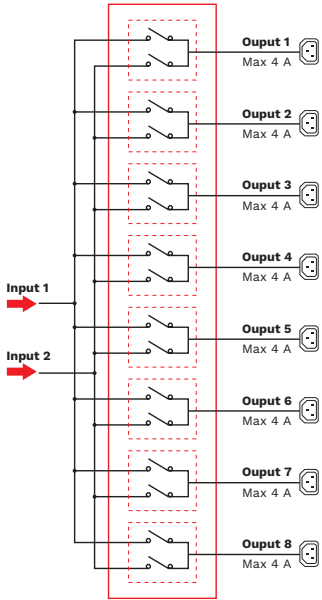 Ouput 1
Max 4 A
Ouput 2
Max 4 A
Ouput 3
Max 4 A
Ouput 4
Max 4 A
Input 1
Ouput 5
Max 4 A
Input 2
Ouput 6
Max 4 A
Ouput 7
Max 4 A
Ouput 8
Max 4 A